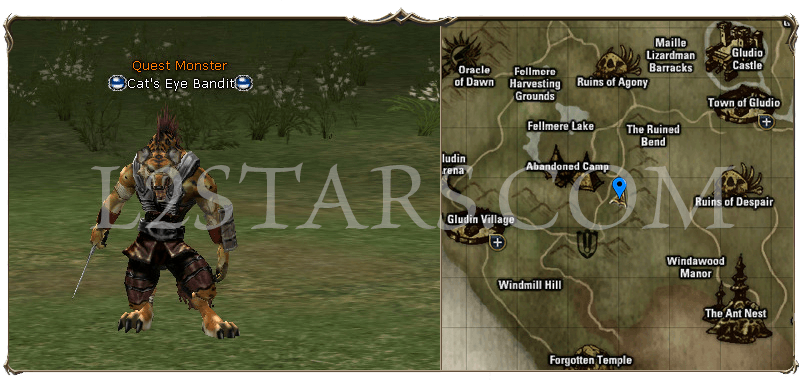 Quest Monster
Cat's Eye Bandit
L2STARS.COM
Oracle
of Dawn
Fellmere
Harvesting
Grounds
Ruins of Agony
Maille
Lizardman
Barracks
Gludio
Castle
Town of Gludio
Fellmere Lake
The Ruined
Bend
Abandoned Camp
Ruins of Despair
Gludin Village
Windawood
Manor
Windmill Hill
The Ant Nest
Forgotten Temple